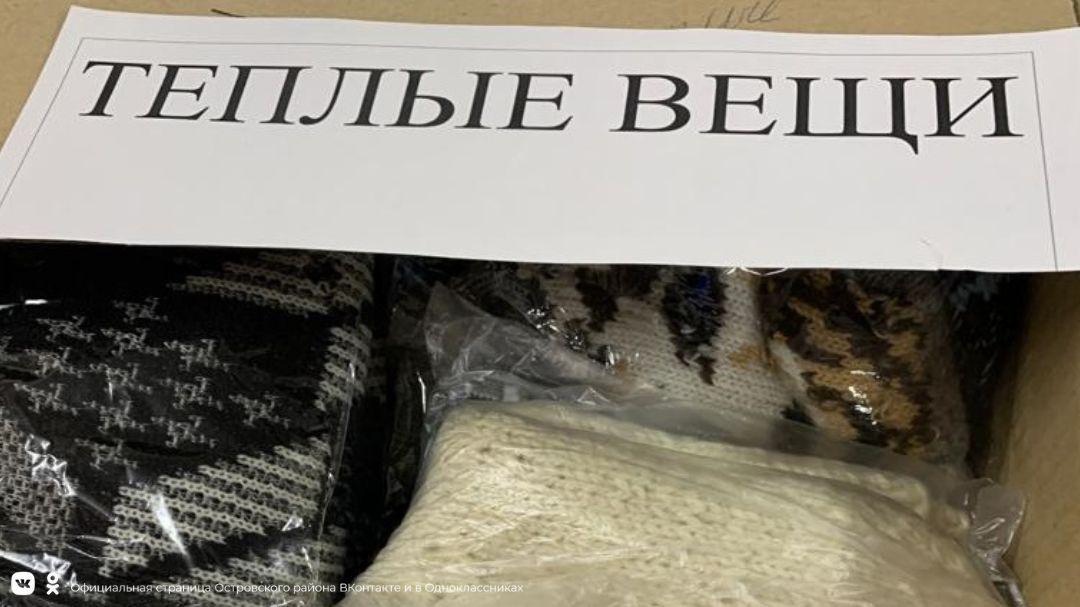 ТЕПЛЫЕ ВЕЩИ
Официальная страница Островского района ВКонтакте и в Одноклассниках